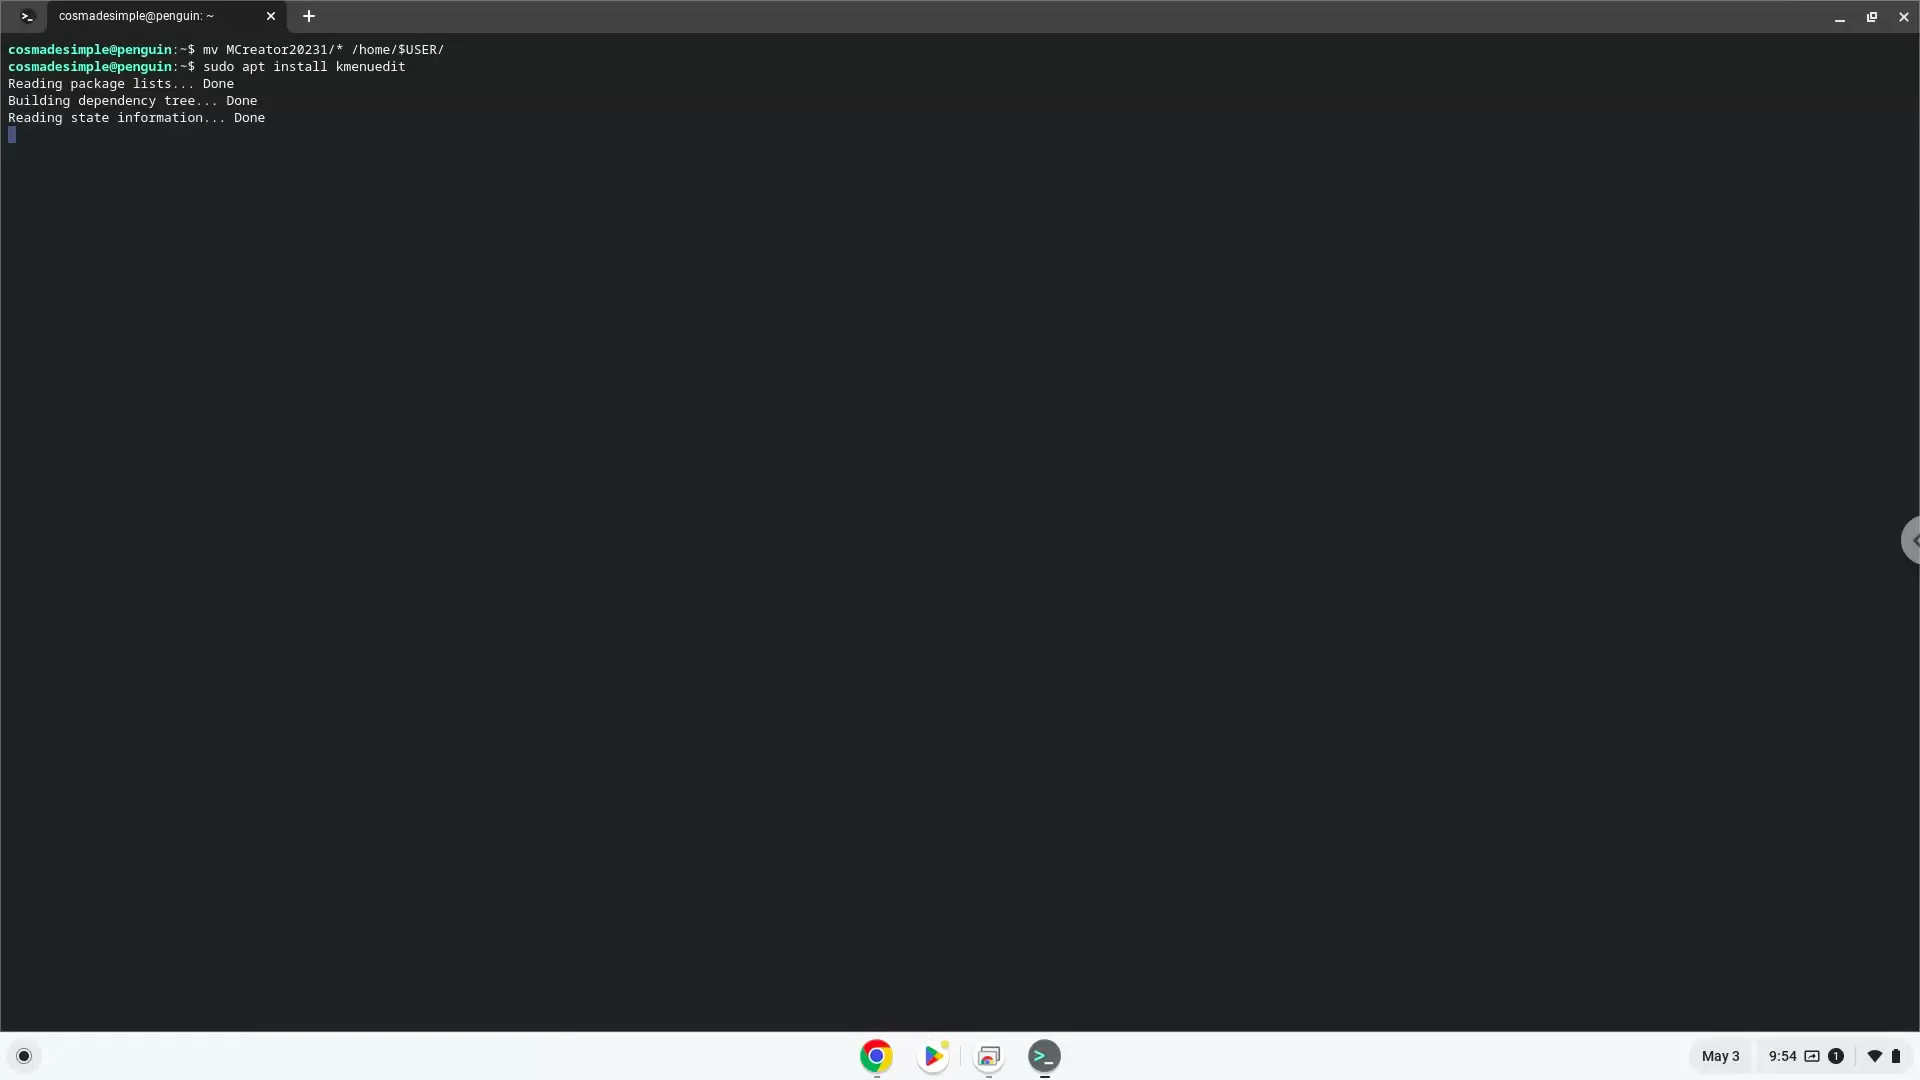 cosmadesimple@penguin: ~
cosmadesimple@penguin:~$ mv MCreator20231/* /home/$USER/
cosmadesimple@penguin:~$ sudo apt install kmenuedit
Reading package lists... Done
Building dependency tree... Done
Reading state information... Done
May 3
9:54
1